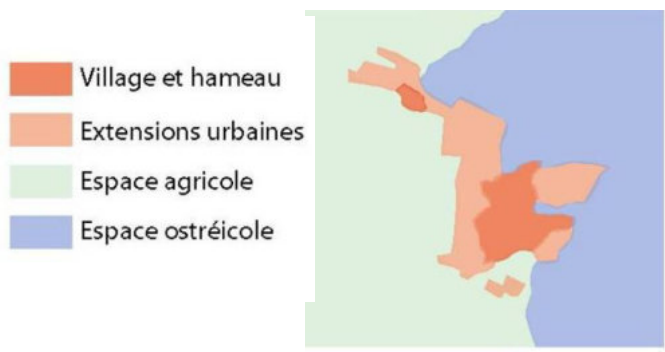 Village et hameau
Extensions urbaines
Espace agricole
Espace ostréicole